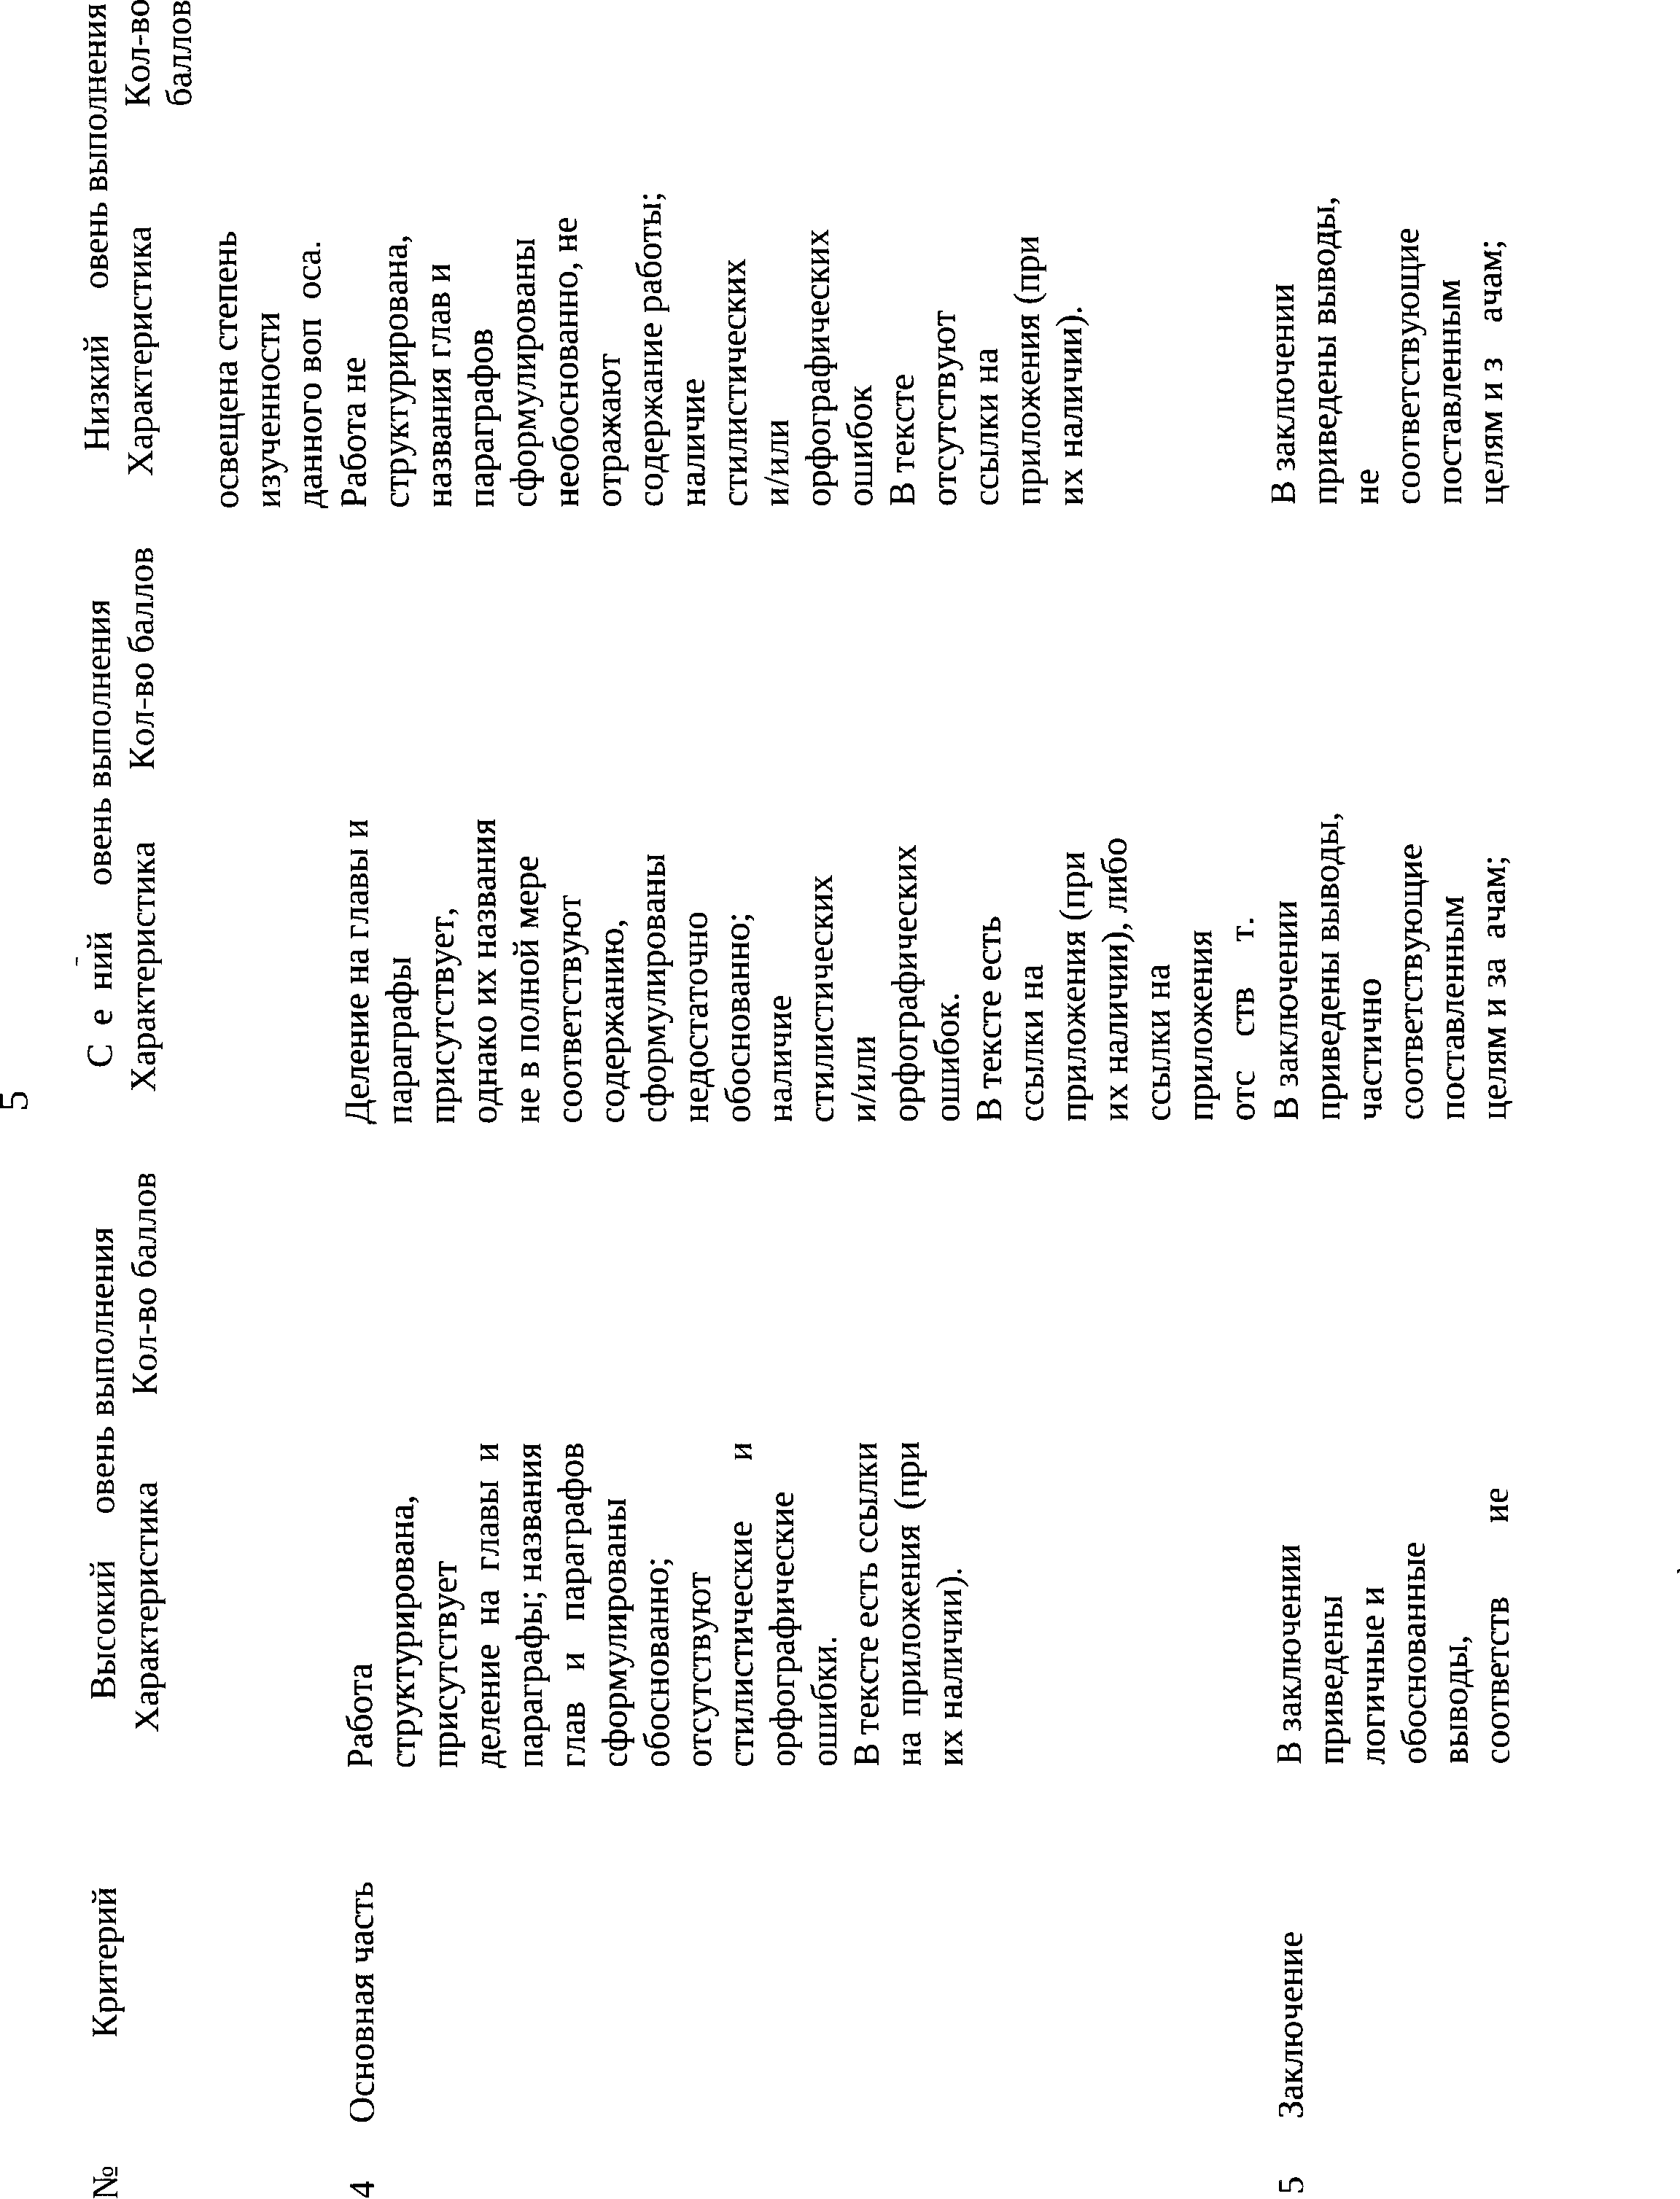 5
№ Критерий Высокий овень выполнения С е ний овень выполнения Низкий овень выполнения
Характеристика Кол-во баллов Характеристика Кол-во баллов Характеристика Кол-во
баллов
освещена степень
изученности
данного воп оса.
4 Основная часть Работа Деление на главы и Работа не
структурирована, параграфы структурирована,
присутствует присутствует, названия глав и
деление на главы и однако их названия параграфов
параграфы; названия не в полной мере сформулированы
глав и параграфов соответствуют необоснованно, не
сформулированы содержанию, отражают
обоснованно; сформулированы содержание работы;
отсутствуют недостаточно наличие
стилистические и обоснованно; стилистических
орфографические наличие и/или
ошибки. стилистических орфографических
В тексте есть ссылки и/или ошибок
на приложения (при орфографических В тексте
их наличии). ошибок. отсутствуют
В тексте есть ссылки на
ссылки на приложения (при
приложения (при их наличии).
их наличии), либо
ссылки на
приложения
отс ств т.
5 Заключение В заключении В заключении В заключении
приведены приведены выводы, приведены выводы,
логичные и частично не
обоснованные соответствующие соответствующие
выводы, поставленным поставленным
соответств ие целям и за ачам; целям и з ачам;